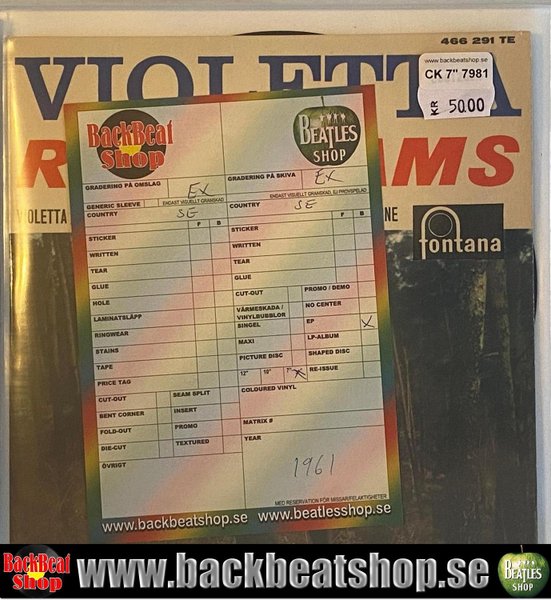 466 291 TE
VIOLETTA
www.backbeatshop.se
CK 7" 7981
KR 50.00
R AMS
VIOLETTA NE
fontana
BackBeat
Shop
BEATLES
SHOP
GRADERING PÅ OMSLAG EX
GRADERING PÅ SKIVA EX
GENERIC SLEEVE ENDAST VISUELLT GRANSKAD
ENDAST VISUELLT GRANSKAD, EJ PROVSPELAD
COUNTRY SE
COUNTRY SE
F B
F B
STICKER
STICKER
WRITTEN
WRITTEN
TEAR
TEAR
GLUE
GLUE
HOLE
CUT-OUT
PROMO / DEMO
LAMINATSLÄPP
VÄRMESKADA /
VINYLBUBBLOR
NO CENTER
RINGWEAR
SINGEL
EP X
STAINS
MAXI
LP-ALBUM
TAPE
PICTURE DISC
SHAPED DISC
PRICE TAG
12" 10" 7" X
RE-ISSUE
CUT-OUT
SEAM SPLIT
COLOURED VINYL
BENT CORNER
INSERT
FOLD-OUT
PROMO
MATRIX #
DIE-CUT
TEXTURED
YEAR
ÖVRIGT
1961
MED RESERVATION FÖR MISSAR/FELAKTIGHETER
www.backbeatshop.se www.beatlesshop.se
BackBeat
Shop
www.backbeatshop.se
BEATLES
SHOP